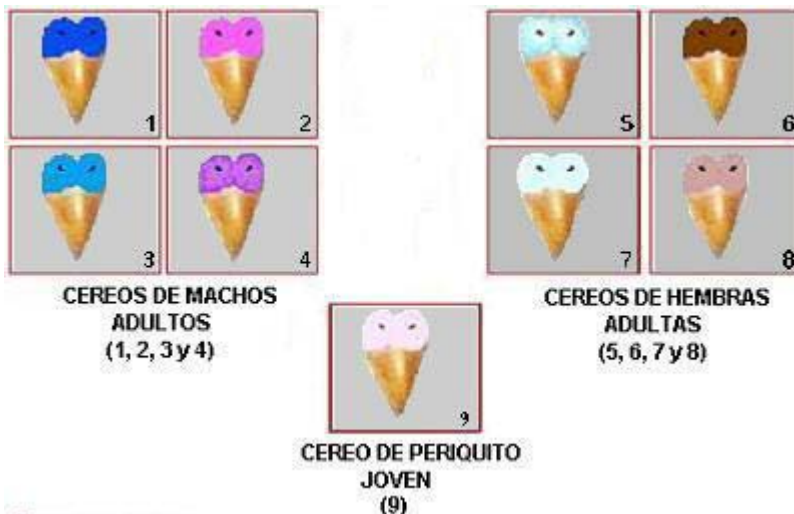 1
2
5
6
3
4
7
8
CEREOS DE MACHOS
ADULTOS
(1, 2, 3 y 4)
CEREOS DE HEMBRAS
ADULTAS
(5, 6, 7 y 8)
9
CEREO DE PERIQUITO
JOVEN
(9)